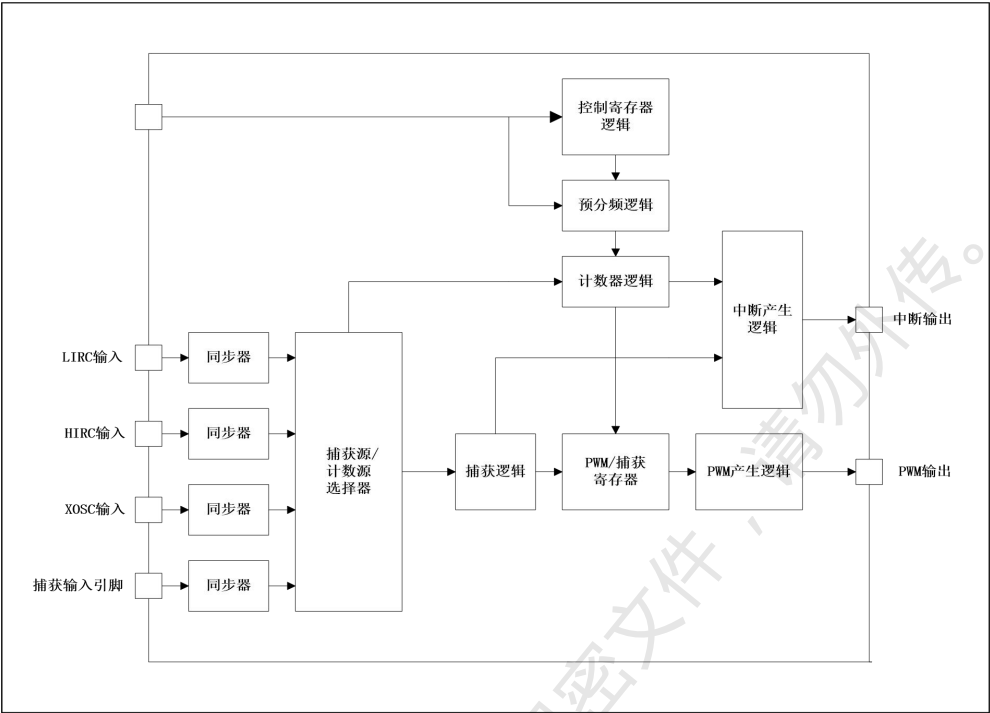 控制寄存器
逻辑
预分频逻辑
计数器逻辑
中断产生
逻辑
中断输出
LIRC输入
同步器
HIRC输入
同步器
捕获源/
计数源
选择器
捕获逻辑
PWM/捕获
寄存器
PWM产生逻辑
PWM输出
XOSC输入
同步器
捕获输入引脚
同步器
密文件，请勿外传。